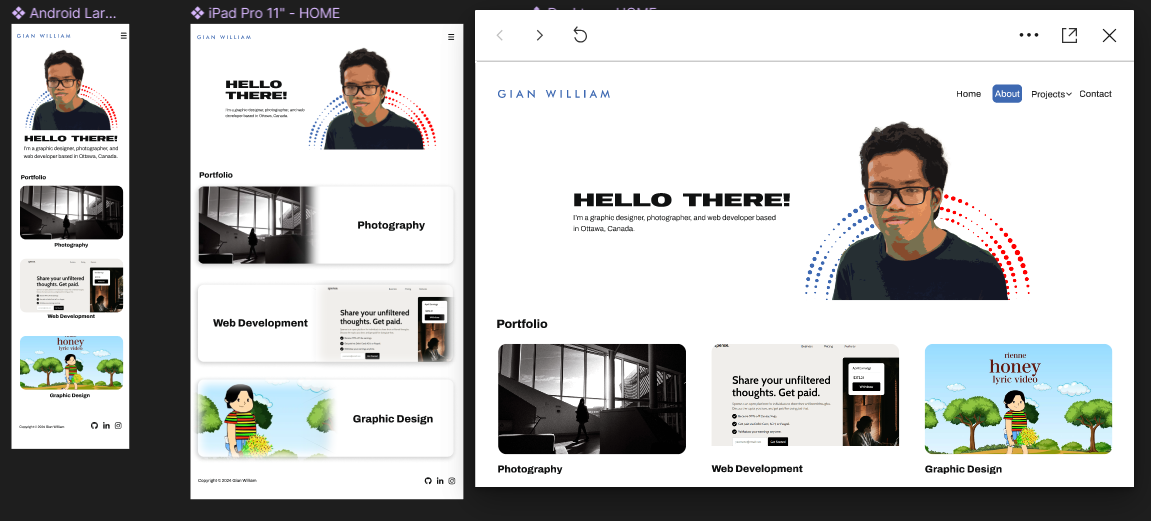 Android Lar...
GIAN WILLIAM
HELLO THERE!
I'm a graphic designer, photographer, and
web developer based in Ottawa, Canada.
Portfolio
Photography
Share your unfiltered
thoughts. Get paid.
Web Development
honey
lyric video
Graphic Design
Copyright © 2024 Gian William
iPad Pro 11" - HOME
GIAN WILLIAM
HELLO
THERE!
I'm a graphic designer, photographer, and web
developer based in Ottawa, Canada.
Portfolio
Photography
Web Development
Share your unfiltered
thoughts. Get paid.
Graphic Design
Copyright © 2024 Gian William
GIAN WILLIAM
Home
About
Projects
Contact
HELLO THERE!
I'm a graphic designer, photographer, and web developer based
in Ottawa, Canada.
Portfolio
Share your unfiltered
thoughts. Get paid.
rienne
honey
lyric video
Photography
Web Development
Graphic Design